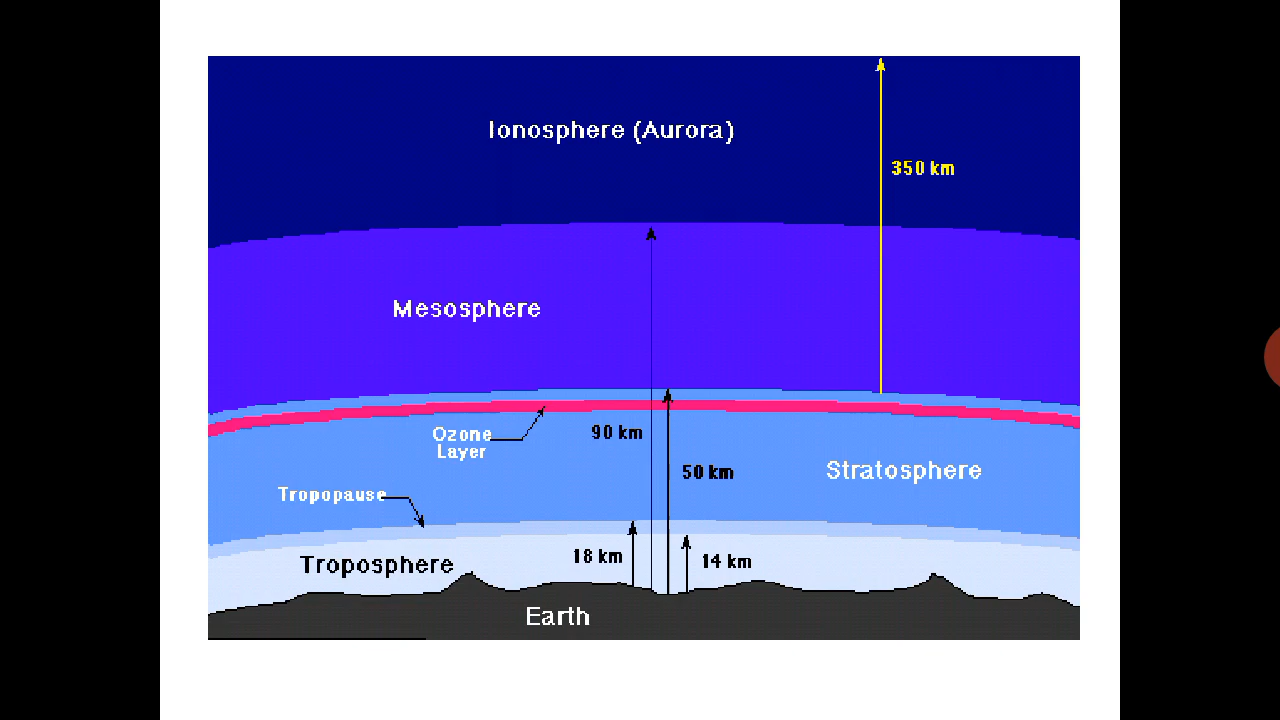 Ionosphere (Aurora)
350 km
Mesosphere
Ozone
Layer
90 km
50 km
Stratosphere
Tropopause
18 km
14 km
Troposphere
Earth